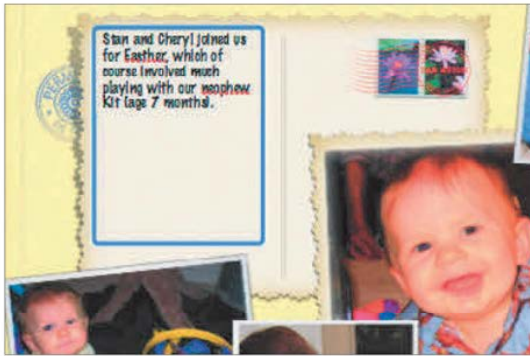 Stan and Cheryl joined us
for Easther, which of
course involved much
playing with our neophew
Kit (age 7 months).